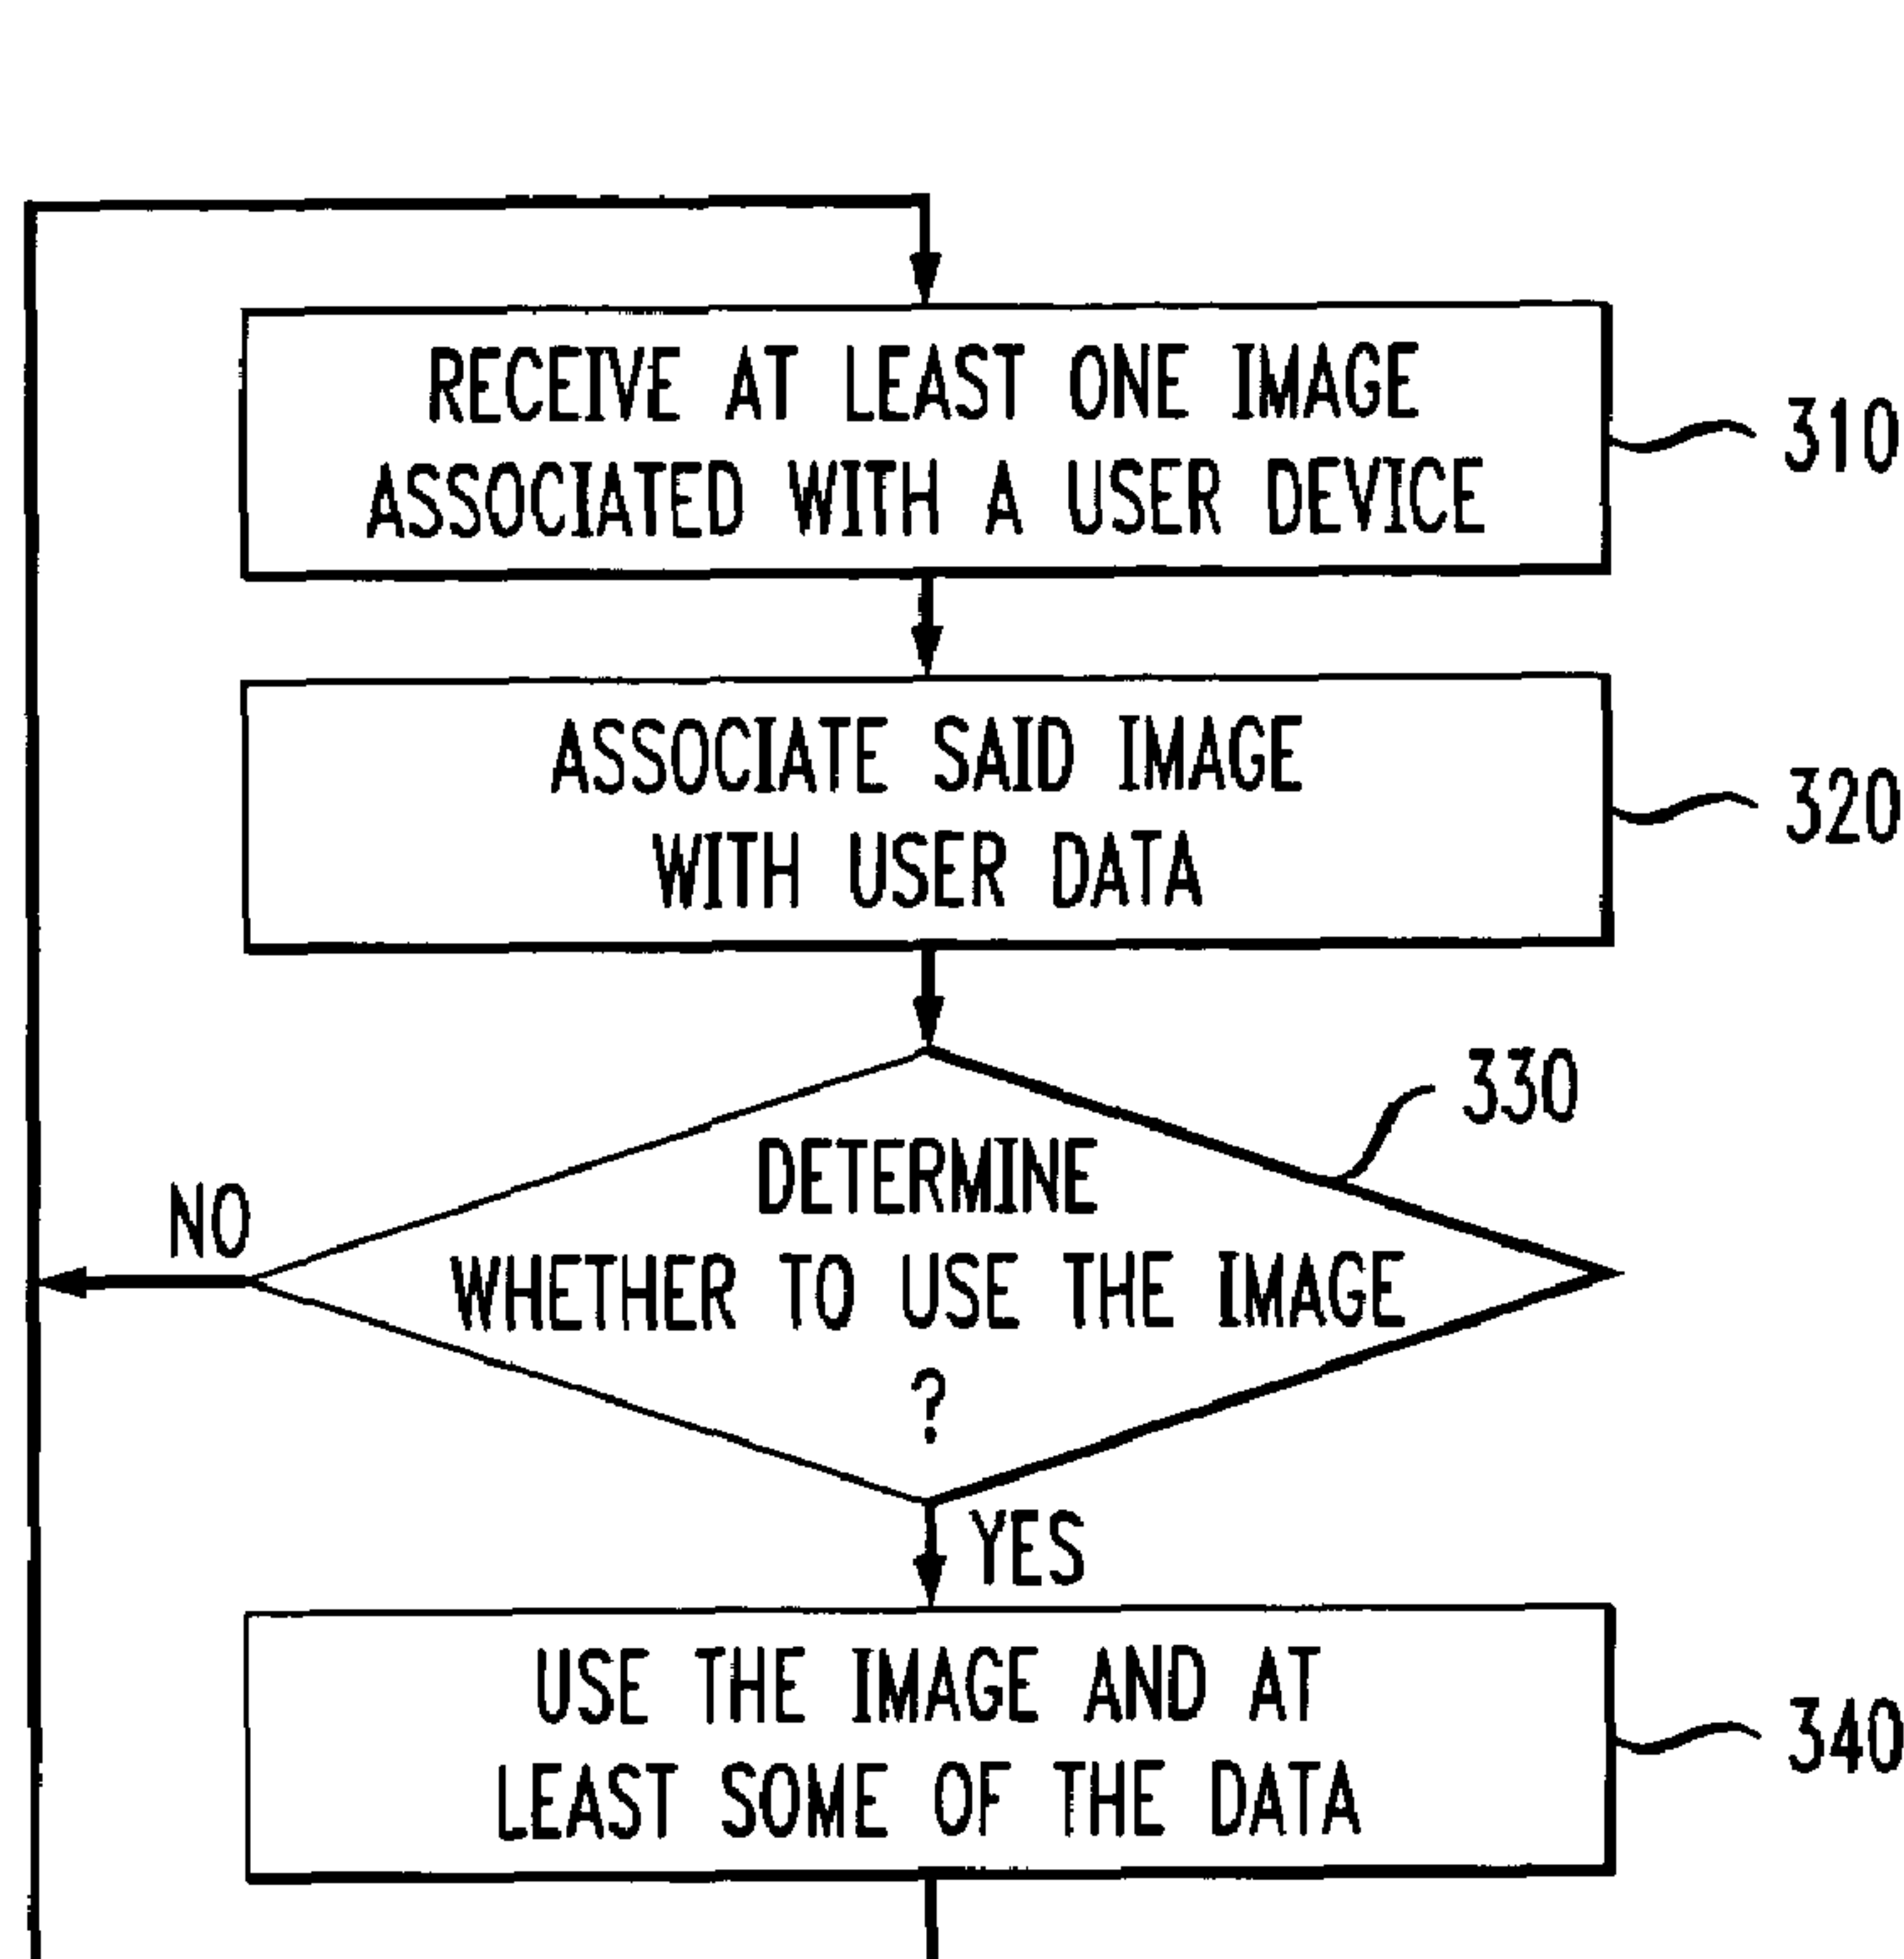 RECEIVE AT LEAST ONE IMAGE
ASSOCIATED WITH A USER DEVICE
310
ASSOCIATE SAID IMAGE
WITH USER DATA
320
330
DETERMINE
WHETHER TO USE THE IMAGE
?
NO
YES
USE THE IMAGE AND AT
LEAST SOME OF THE DATA
340